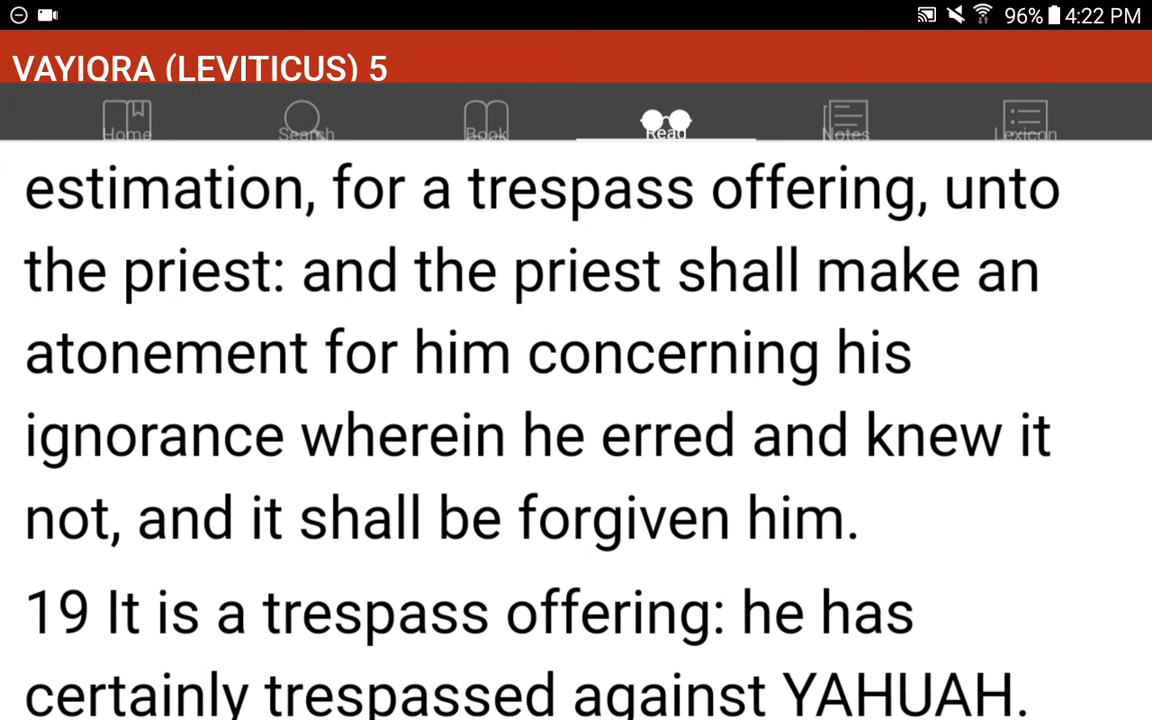 96% 4:22 PM
VAYIQRA (LEVITICUS) 5
Home Search Book Read Notes Lexicon
estimation, for a trespass offering, unto
the priest: and the priest shall make an
atonement for him concerning his
ignorance wherein he erred and knew it
not, and it shall be forgiven him.
19 It is a trespass offering: he has
certainly trespassed against YAHUAH.